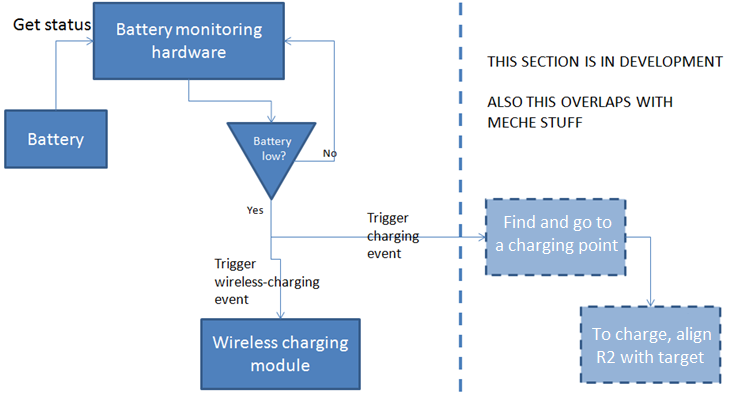 Get status
Battery monitoring
hardware
Battery
Battery
low?
No
Yes
Trigger
wireless-charging
event
Wireless charging
module
Trigger
charging
event
THIS SECTION IS IN DEVELOPMENT
ALSO THIS OVERLAPS WITH
MECHE STUFF
Find and go to
a charging point
To charge, align
R2 with target